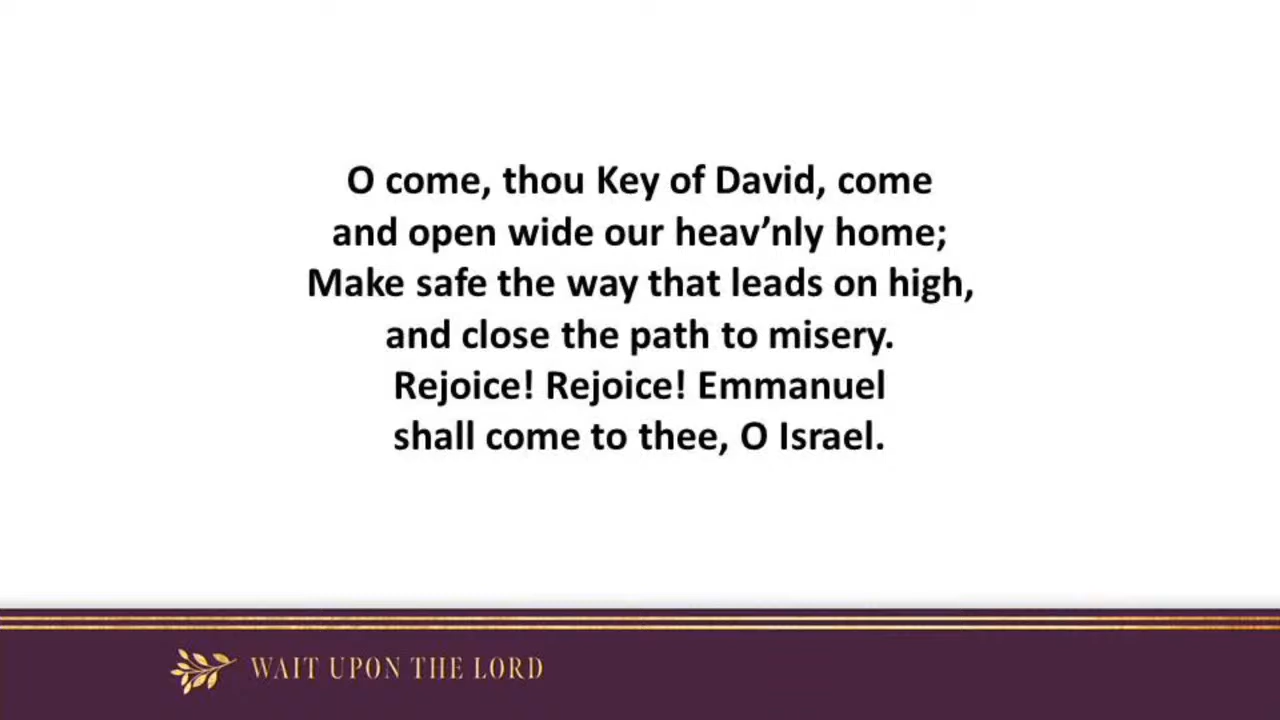 O come, thou Key of David, come
and open wide our heav’nly home;
Make safe the way that leads on high,
and close the path to misery.
Rejoice! Rejoice! Emmanuel
shall come to thee, O Israel.
WAIT UPON THE LORD